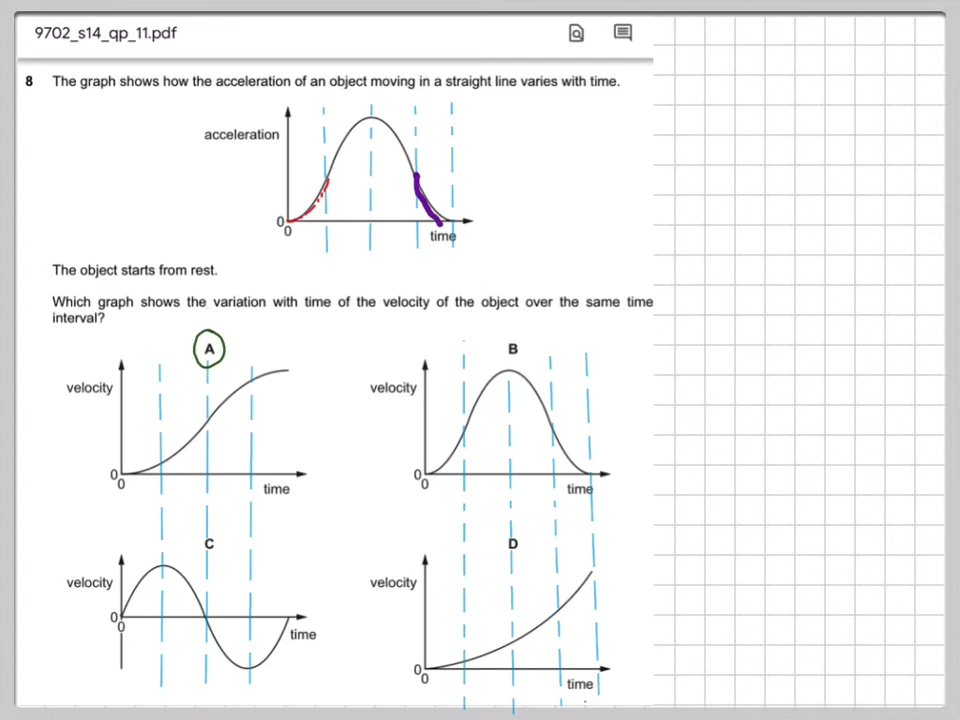 9702_s14_qp_11.pdf
8 The graph shows how the acceleration of an object moving in a straight line varies with time.
acceleration
0
0
time
The object starts from rest.
Which graph shows the variation with time of the velocity of the object over the same time
interval?
A
velocity
0
0
time
B
velocity
0
0
time
C
velocity
0
0
time
D
velocity
0
0
time